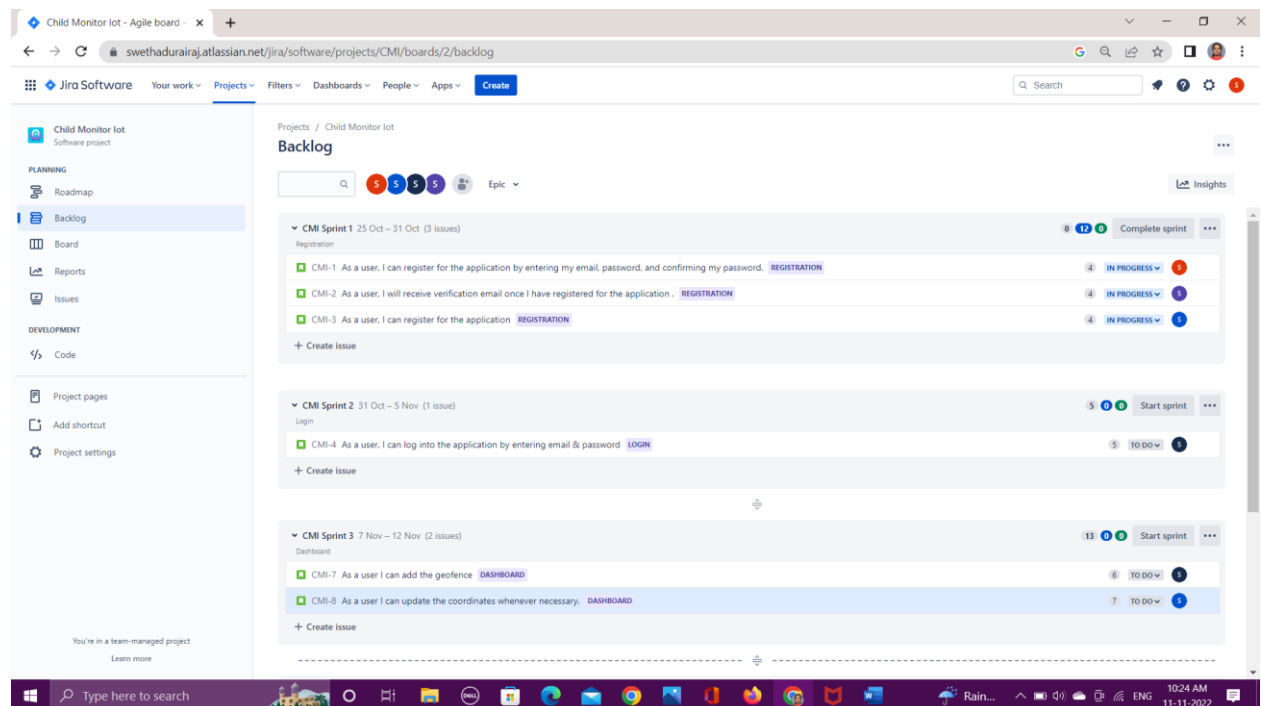 Child Monitor Iot - Agile board -
swethadurairaj.atlassian.net/jira/software/projects/CMI/boards/2/backlog
Jira Software Your work Projects Filters Dashboards People Apps Create Search S
Child Monitor Iot
Software project
PLANNING
Roadmap
Backlog
Board
Reports
Issues
DEVELOPMENT
Code
Project pages
Add shortcut
Project settings
You're in a team-managed project
Learn more
Projects / Child Monitor Iot
Backlog
S S S S Epic Insights
CMI Sprint 1 25 Oct – 31 Oct (3 issues) 0 12 0 Complete sprint
Registration
CMI-1 As a user, I can register for the application by entering my email, password, and confirming my password. REGISTRATION 4 IN PROGRESS S
CMI-2 As a user, I will receive verification email once I have registered for the application . REGISTRATION 4 IN PROGRESS S
CMI-3 As a user, I can register for the application REGISTRATION 4 IN PROGRESS S
+ Create issue
CMI Sprint 2 31 Oct – 5 Nov (1 issue) 5 0 0 Start sprint
Login
CMI-4 As a user, I can log into the application by entering email & password LOGIN 5 TO DO S
+ Create issue
CMI Sprint 3 7 Nov – 12 Nov (2 issues) 13 0 0 Start sprint
Dashboard
CMI-7 As a user I can add the geofence DASHBOARD 6 TO DO S
CMI-8 As a user I can update the coordinates whenever necessary. DASHBOARD 7 TO DO S
+ Create issue
Type here to search DELL Rain... ENG 10:24 AM
11-11-2022